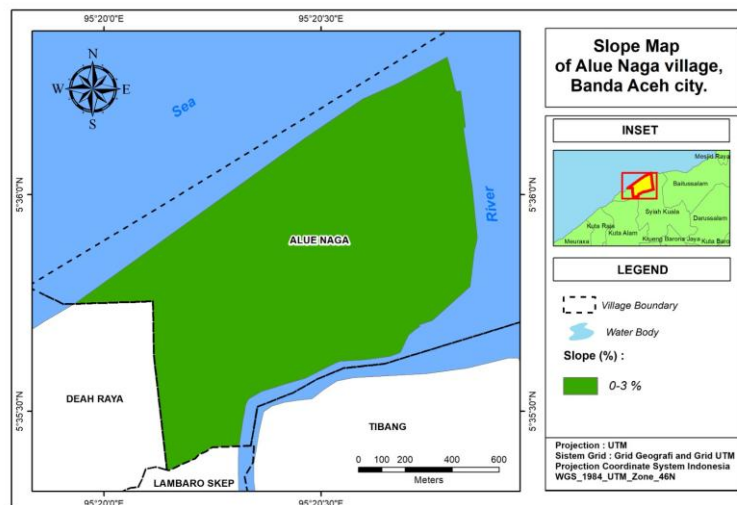 95°20'0"E
95°20'30"E
N
W
E
S
Sea
River
5°36'0"N
5°36'0"N
ALUE NAGA
DEAH RAYA
5°35'30"N
5°35'30"N
TIBANG
LAMBARO SKEP
0 100 200 400 600
Meters
95°20'0"E
95°20'30"E
Slope Map
of Alue Naga village,
Banda Aceh city.
INSET
Mesjid Raya
Baitussalam
Syiah Kuala
Darussalam
Kuta Raja
Kuta Alam
Meuraxa
Krueng Barona Jaya
Kuta Baro
LEGEND
Village Boundary
Water Body
Slope (%) :
0-3 %
Projection : UTM
Sistem Grid : Grid Geografi and Grid UTM
Projection Coordinate System Indonesia
WGS_1984_UTM_Zone_46N